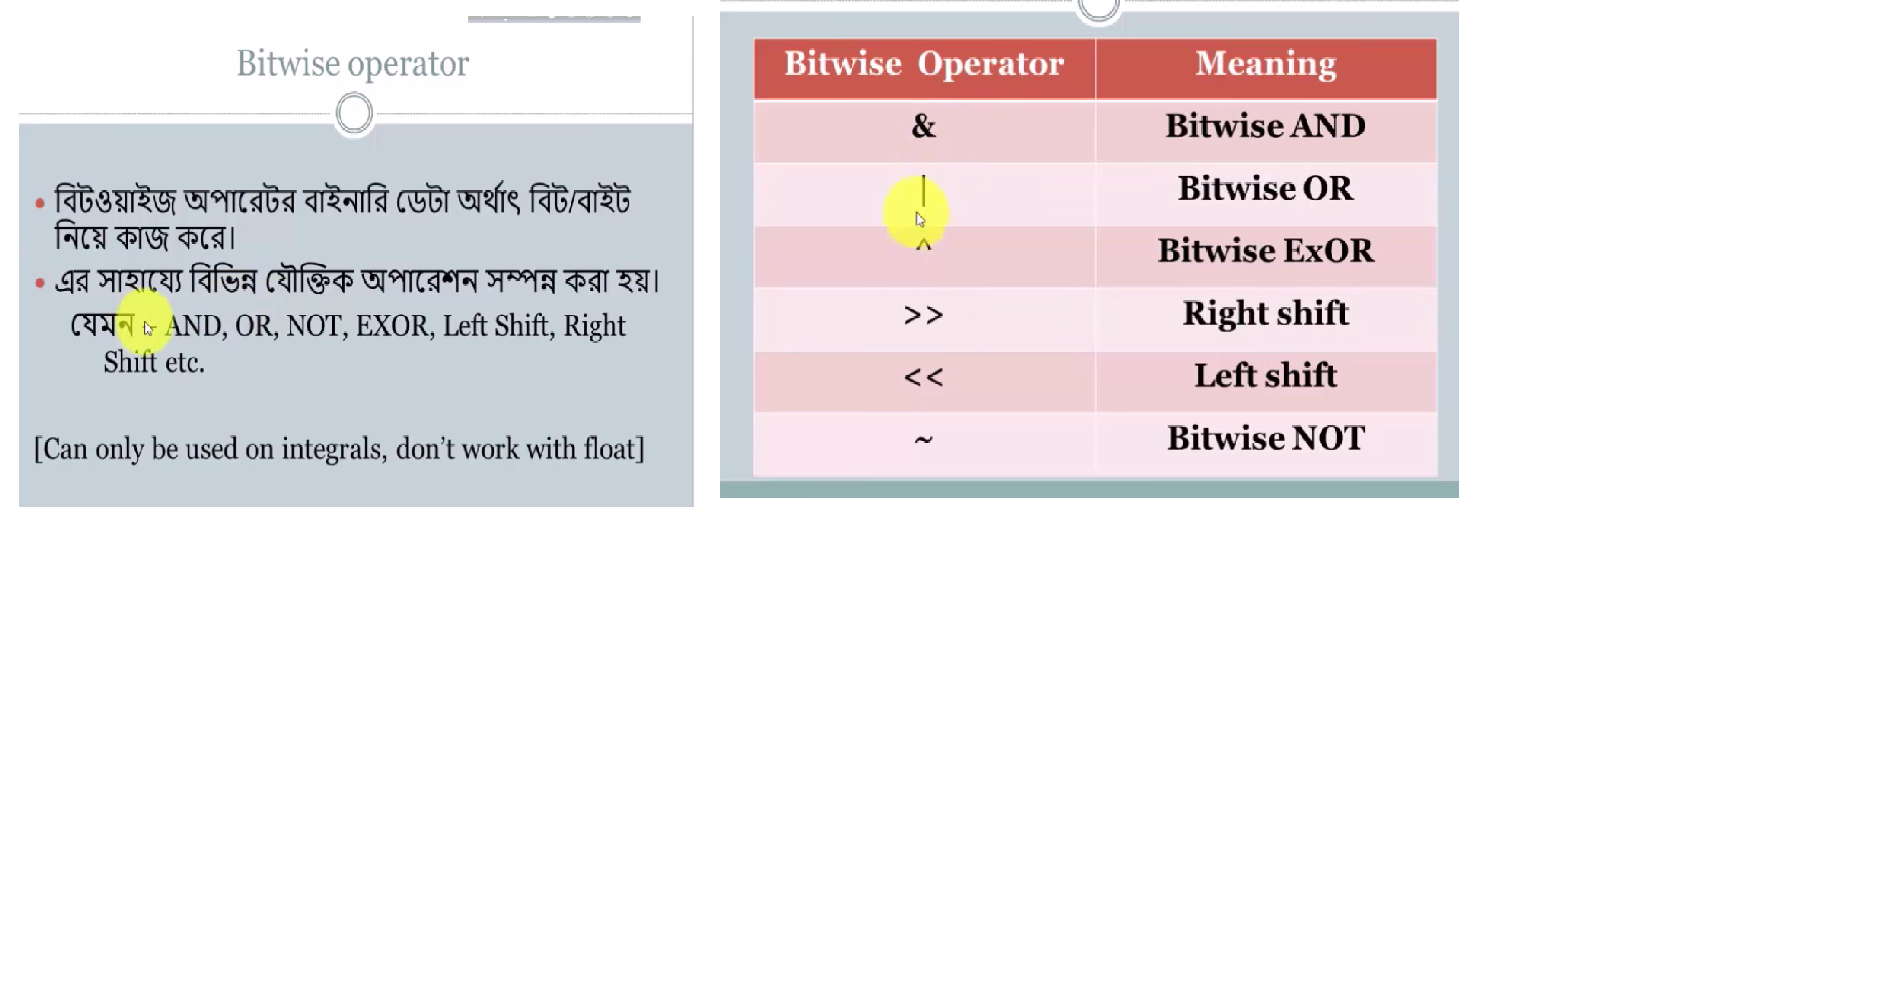 Bitwise operator
• বিটওয়াইজ অপারেটর বাইনারি ডেটা অর্থাৎ বিট/বাইট
নিয়ে কাজ করে।
• এর সাহায্যে বিভিন্ন যৌক্তিক অপারেশন সম্পন্ন করা হয়।
যেমন - AND, OR, NOT, EXOR, Left Shift, Right
Shift etc.
[Can only be used on integrals, don't work with float]
Bitwise Operator Meaning
& Bitwise AND
| Bitwise OR
^ Bitwise ExOR
>> Right shift
<< Left shift
~ Bitwise NOT